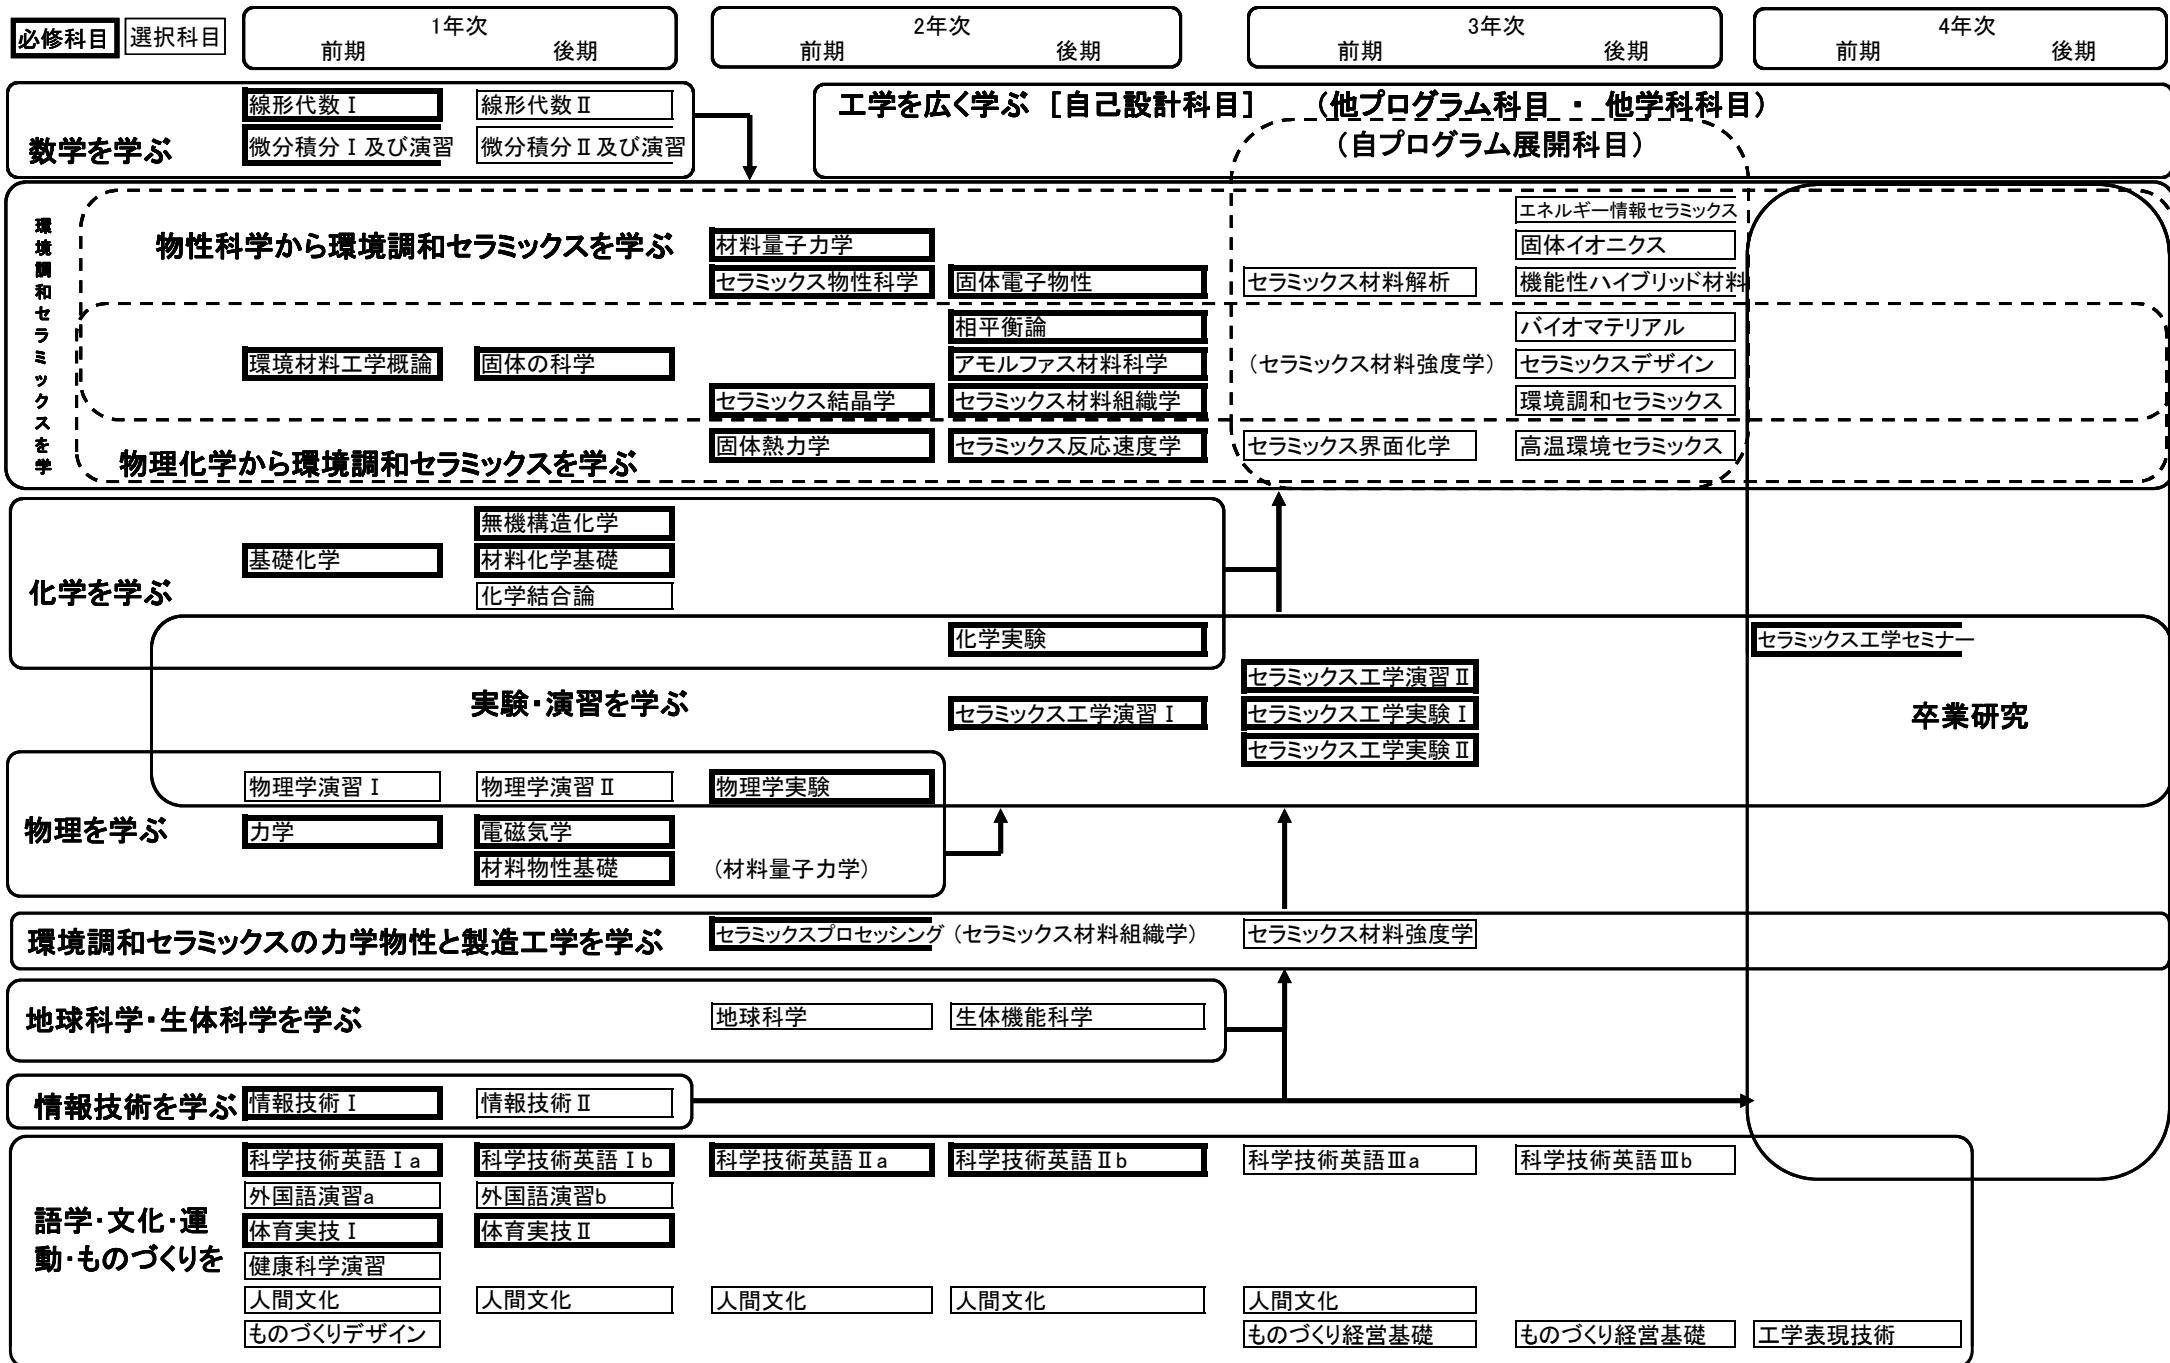 必修科目 選択科目
1年次 2年次 3年次 4年次
前期 後期 前期 後期 前期 後期 前期 後期
線形代数Ⅰ 線形代数Ⅱ
数学を学ぶ 微分積分Ⅰ及び演習 微分積分Ⅱ及び演習
工学を広く学ぶ [自己設計科目] (他プログラム科目 ・ 他学科科目)
(自プログラム展開科目)
環境調和セラミックスを学
エネルギー情報セラミックス
物性科学から環境調和セラミックスを学ぶ 材料量子力学 固体イオニクス
セラミックス物性科学 固体電子物性 セラミックス材料解析 機能性ハイブリッド材料
相平衡論 バイオマテリアル
環境材料工学概論 固体の科学 アモルファス材料科学 (セラミックス材料強度学) セラミックスデザイン
セラミックス結晶学 セラミックス材料組織学 環境調和セラミックス
物理化学から環境調和セラミックスを学ぶ 固体熱力学 セラミックス反応速度学 セラミックス界面化学 高温環境セラミックス
無機構造化学
基礎化学 材料化学基礎
化学を学ぶ 化学結合論
化学実験 セラミックス工学セミナー
セラミックス工学演習Ⅱ
実験・演習を学ぶ セラミックス工学演習Ⅰ セラミックス工学実験Ⅰ 卒業研究
セラミックス工学実験Ⅱ
物理学演習Ⅰ 物理学演習Ⅱ 物理学実験
物理を学ぶ 力学 電磁気学
材料物性基礎 (材料量子力学)
環境調和セラミックスの力学物性と製造工学を学ぶ セラミックスプロセッシング (セラミックス材料組織学) セラミックス材料強度学
地球科学・生体科学を学ぶ 地球科学 生体機能科学
情報技術を学ぶ 情報技術Ⅰ 情報技術Ⅱ
科学技術英語Ⅰa 科学技術英語Ⅰb 科学技術英語Ⅱa 科学技術英語Ⅱb 科学技術英語Ⅲa 科学技術英語Ⅲb
外国語演習a 外国語演習b
語学・文化・運 体育実技Ⅰ 体育実技Ⅱ
動・ものづくりを 健康科学演習
人間文化 人間文化 人間文化 人間文化 人間文化
ものづくりデザイン ものづくり経営基礎 ものづくり経営基礎 工学表現技術